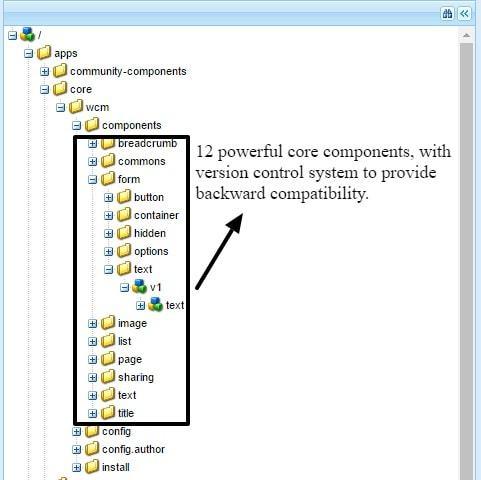 /
apps
community-components
core
wcm
components
breadcrumb
commons
form
button
container
hidden
options
text
v1
text
image
list
page
sharing
text
title
config
config.author
install
12 powerful core components, with
version control system to provide
backward compatibility.